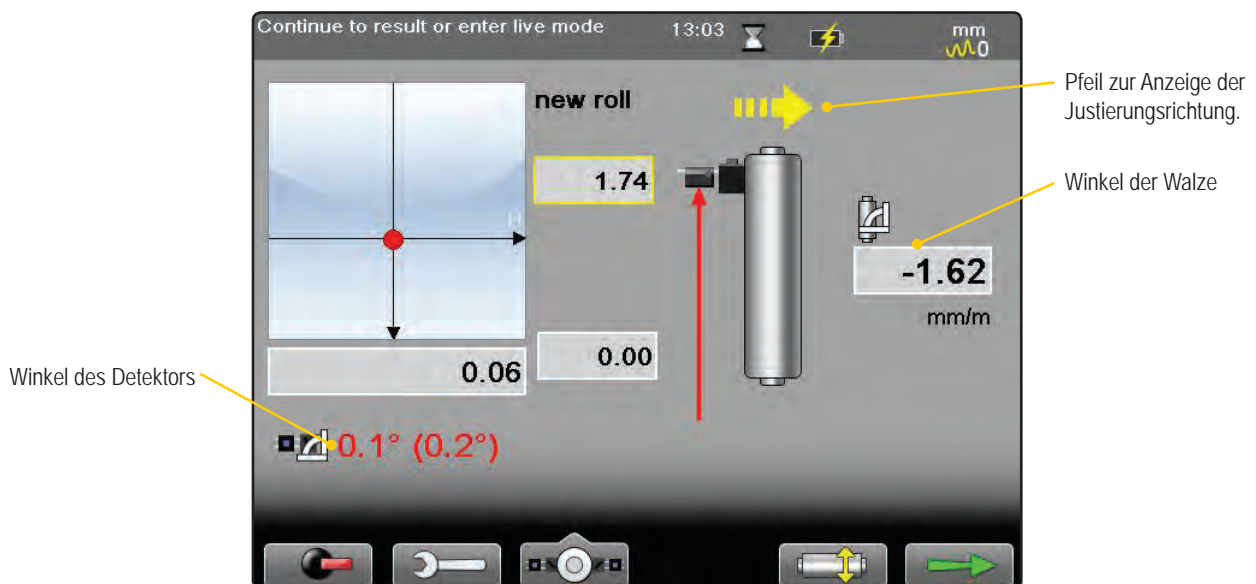 Continue to result or enter live mode 13:03 mm
0
Pfeil zur Anzeige der
Justierungsrichtung.
new roll
1.74
Winkel der Walze
H
-1.62
mm/m
0.00
0.06
Winkel des Detektors
0.1° (0.2°)